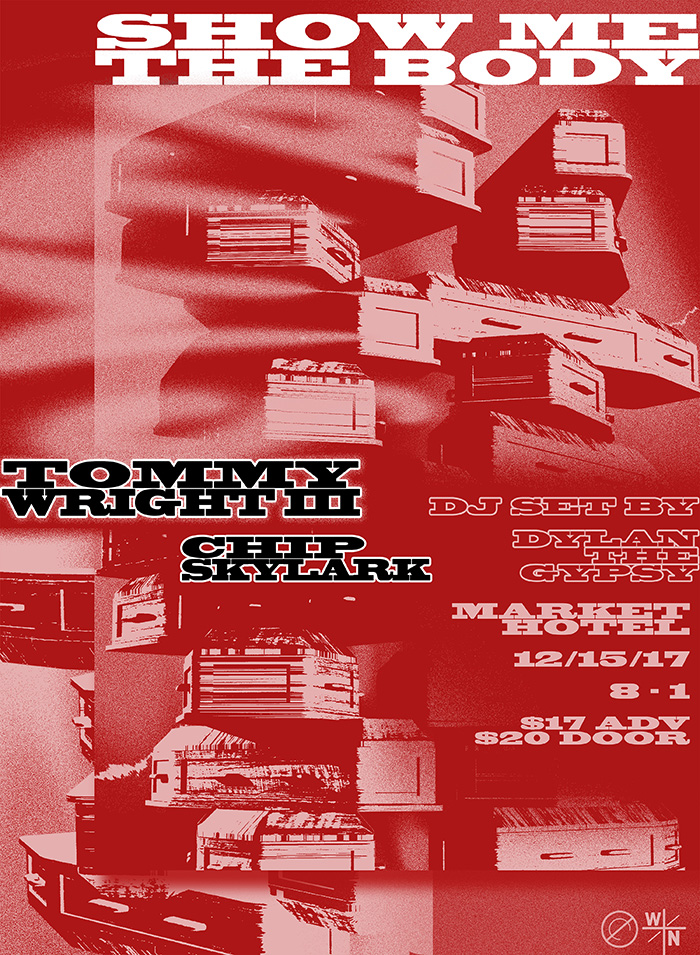 SHOW ME
THE BODY
TOMMY
WRIGHT III
CHIP
SKYLARK
DJ SET BY
DYLAN
THE
GYPSY
MARKET
HOTEL
12/15/17
8 - 1
$17 ADV
$20 DOOR
W
N